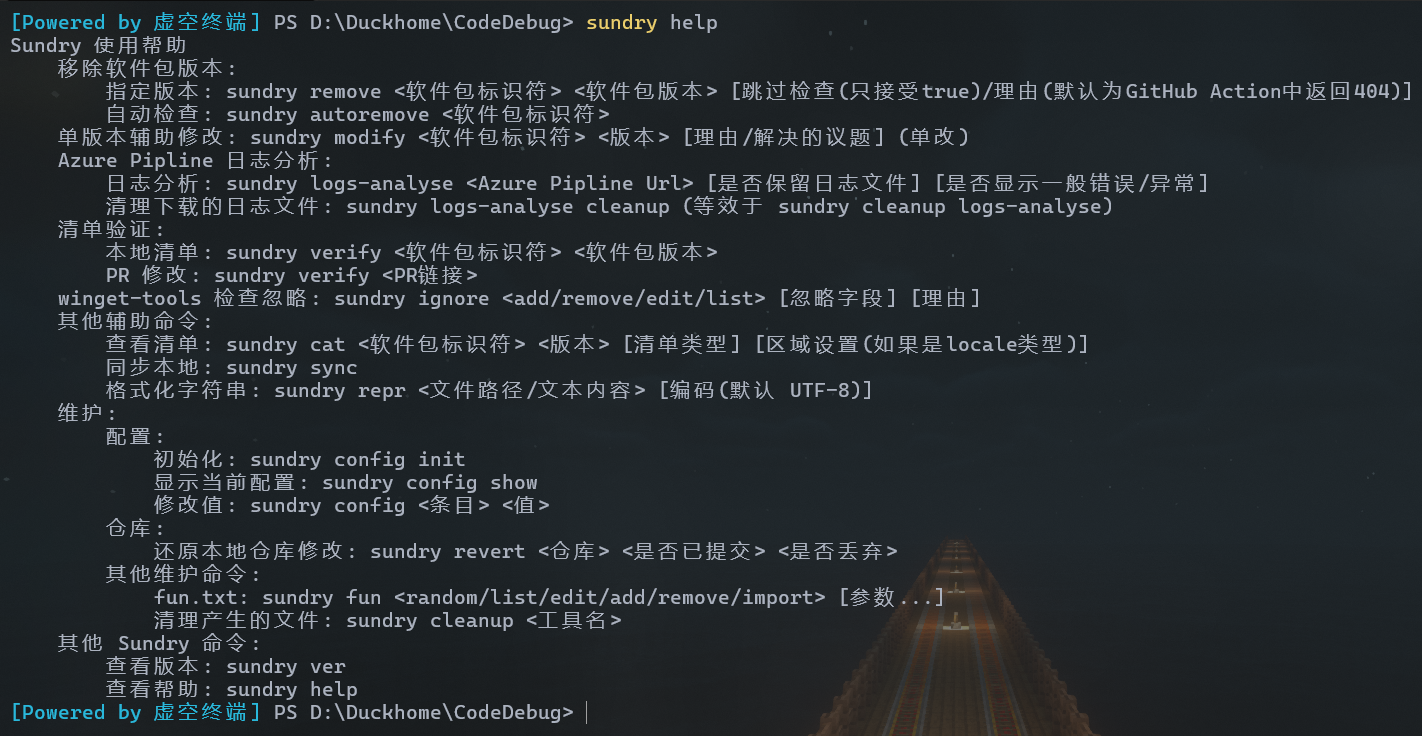 [Powered by 虚空终端] PS D:\Duckhome\CodeDebug> sundry help
Sundry 使用帮助
    移除软件包版本:
        指定版本: sundry remove <软件包标识符> <软件包版本> [跳过检查(只接受true)/理由(默认为GitHub Action中返回404)]
        自动检查: sundry autoremove <软件包标识符>
    单版本辅助修改: sundry modify <软件包标识符> <版本> [理由/解决的议题] (单改)
    Azure Pipline 日志分析:
        日志分析: sundry logs-analyse <Azure Pipline Url> [是否保留日志文件] [是否显示一般错误/异常]
        清理下载的日志文件: sundry logs-analyse cleanup (等效于 sundry cleanup logs-analyse)
    清单验证:
        本地清单: sundry verify <软件包标识符> <软件包版本>
        PR 修改: sundry verify <PR链接>
    winget-tools 检查忽略: sundry ignore <add/remove/edit/list> [忽略字段] [理由]
    其他辅助命令:
        查看清单: sundry cat <软件包标识符> <版本> [清单类型] [区域设置(如果是locale类型)]
        同步本地: sundry sync
        格式化字符串: sundry repr <文件路径/文本内容> [编码(默认 UTF-8)]
    维护:
        配置:
            初始化: sundry config init
            显示当前配置: sundry config show
            修改值: sundry config <条目> <值>
        仓库:
            还原本地仓库修改: sundry revert <仓库> <是否已提交> <是否丢弃>
        其他维护命令:
            fun.txt: sundry fun <random/list/edit/add/remove/import> [参数...]
            清理产生的文件: sundry cleanup <工具名>
    其他 Sundry 命令:
        查看版本: sundry ver
        查看帮助: sundry help
[Powered by 虚空终端] PS D:\Duckhome\CodeDebug>